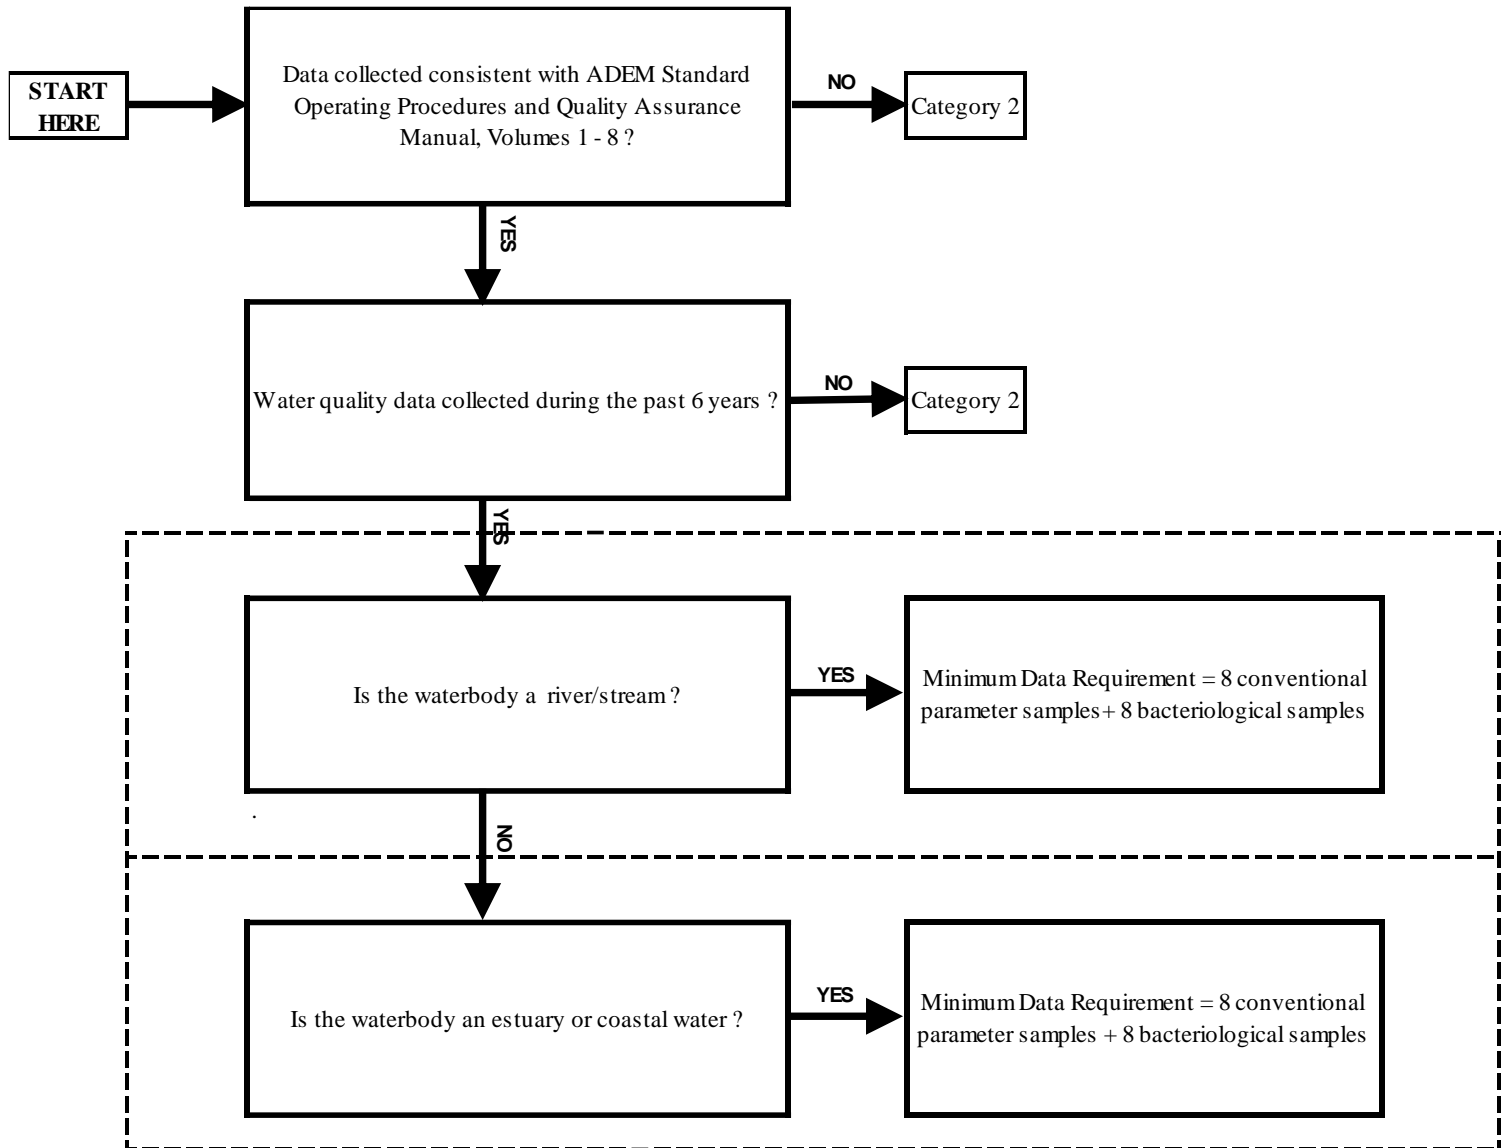 START
HERE
Data collected consistent with ADEM Standard
Operating Procedures and Quality Assurance
Manual, Volumes 1 - 8 ?
NO
Category 2
YES
Water quality data collected during the past 6 years ?
NO
Category 2
YES
Is the waterbody a river/stream ?
YES
Minimum Data Requirement = 8 conventional
parameter samples+ 8 bacteriological samples
.
NO
Is the waterbody an estuary or coastal water ?
YES
Minimum Data Requirement = 8 conventional
parameter samples + 8 bacteriological samples